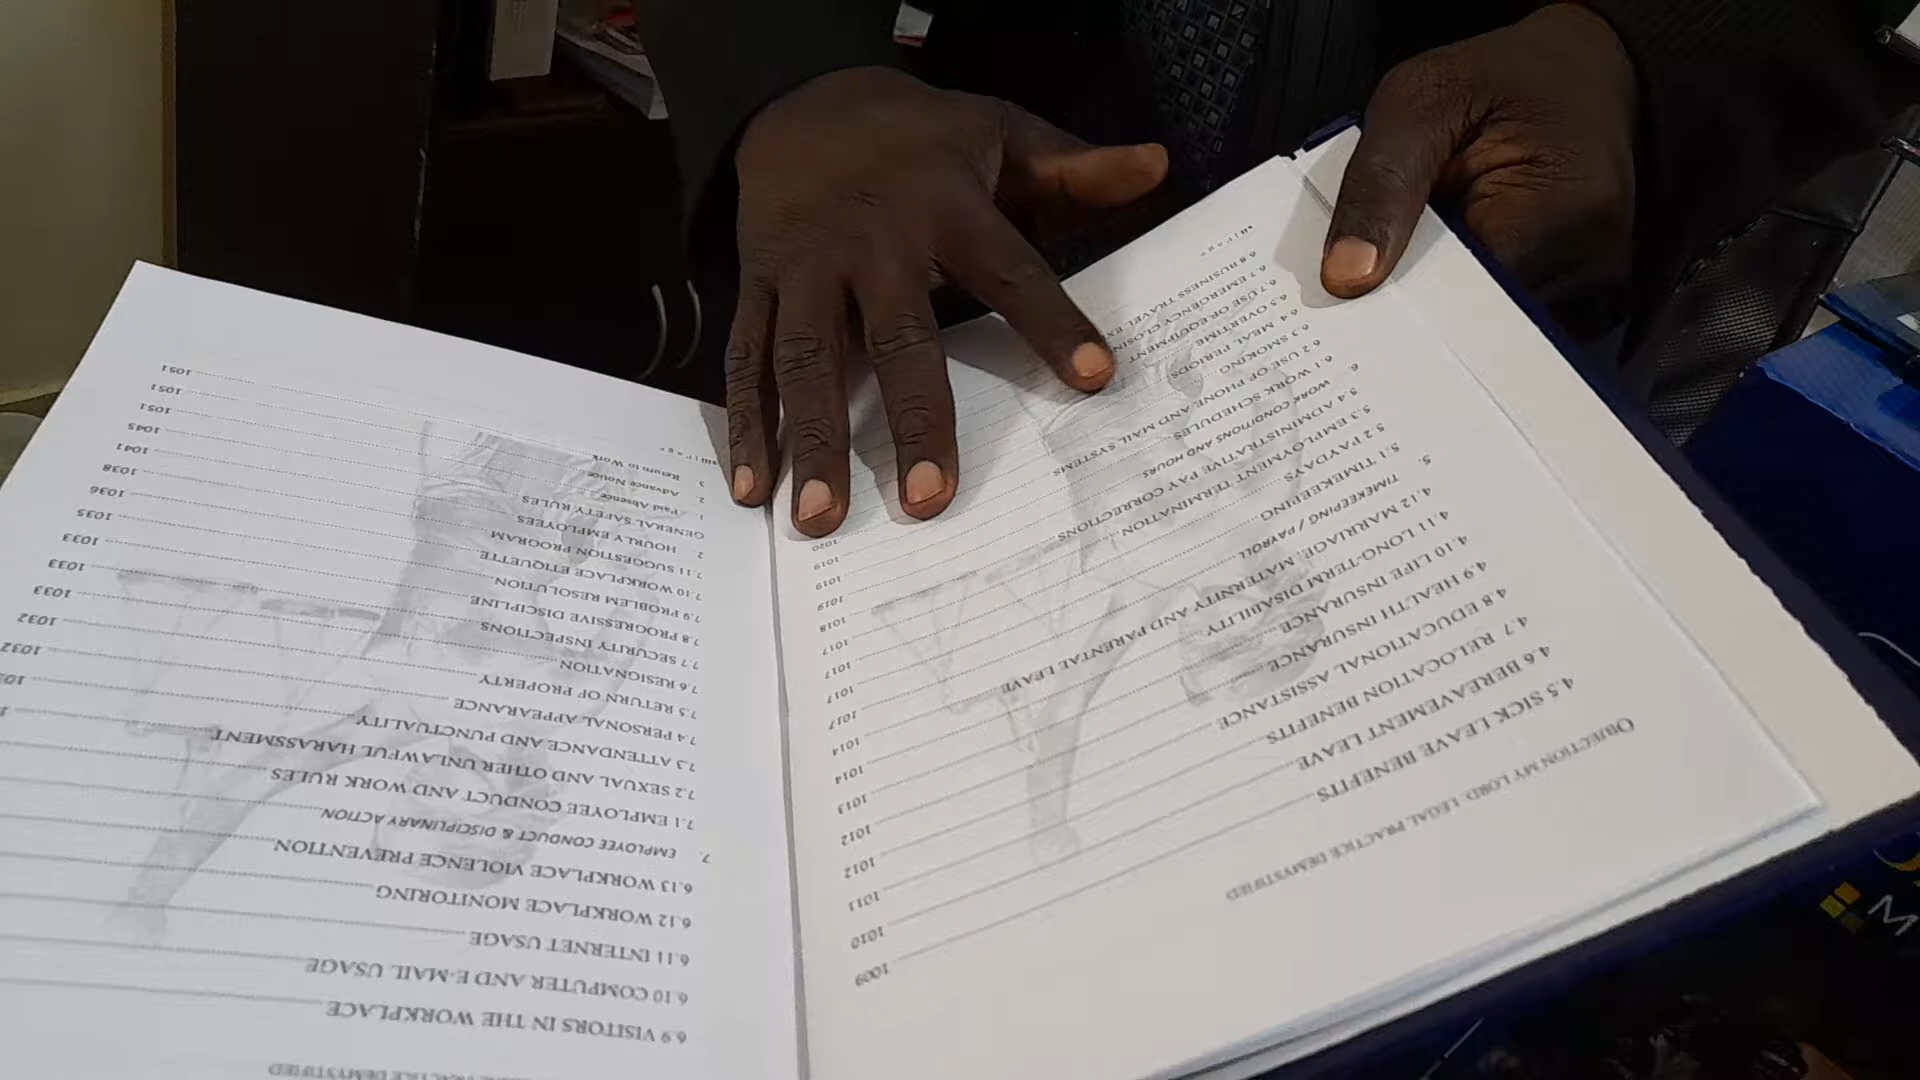 OBJECTION MY LORD: LEGAL PRACTICE DEMYSTIFIED
4.5 SICK LEAVE BENEFITS 1009
4.6 BEREAVEMENT LEAVE 1010
4.7 RELOCATION BENEFITS 1011
4.8 EDUCATIONAL ASSISTANCE 1012
4.9 HEALTH INSURANCE 1012
4.10 LIFE INSURANCE 1013
4.11 LONG-TERM DISABILITY 1014
4.12 MARRIAGE, MATERNITY AND PARENTAL LEAVE 1014
5. TIMEKEEPING / PAYROLL 1017
5.1 TIMEKEEPING 1017
5.2 PAYDAYS 1017
5.3 EMPLOYMENT TERMINATION 1017
5.4 ADMINISTRATIVE PAY CORRECTIONS 1018
6. WORK CONDITIONS AND HOURS 1019
6.1 WORK SCHEDULES 1019
6.2 USE OF PHONE AND MAIL SYSTEMS 1019
6.3 SMOKING 1020
6.4 MEAL PERIODS
6.5 OVERTIME
6.7 USE OF EQUIPMENT
6.7 EMERGENCY CLOSIN
6.8 BUSINESS TRAVEL EX
PRACTICE DEMYSTIFIED
6.9 VISITORS IN THE WORKPLACE
6.10 COMPUTER AND E-MAIL USAGE
6.11 INTERNET USAGE
6.12 WORKPLACE MONITORING
6.13 WORKPLACE VIOLENCE PREVENTION
7. EMPLOYEE CONDUCT & DISCIPLINARY ACTION
7.1 EMPLOYEE CONDUCT AND WORK RULES
7.2 SEXUAL AND OTHER UNLAWFUL HARASSMENT
7.3 ATTENDANCE AND PUNCTUALITY
7.4 PERSONAL APPEARANCE 1032
7.5 RETURN OF PROPERTY 1032
7.6 RESIGNATION 1033
7.7 SECURITY INSPECTIONS 1033
7.8 PROGRESSIVE DISCIPLINE 1033
7.9 PROBLEM RESOLUTION 1035
7.10 WORKPLACE ETIQUETTE 1036
7.11 SUGGESTION PROGRAM 1038
2 HOURLY EMPLOYEES 1041
GENERAL SAFETY RULES 1045
1 Paid Absence 1051
2. Advance Notice 1051
3 Return to Work 1051